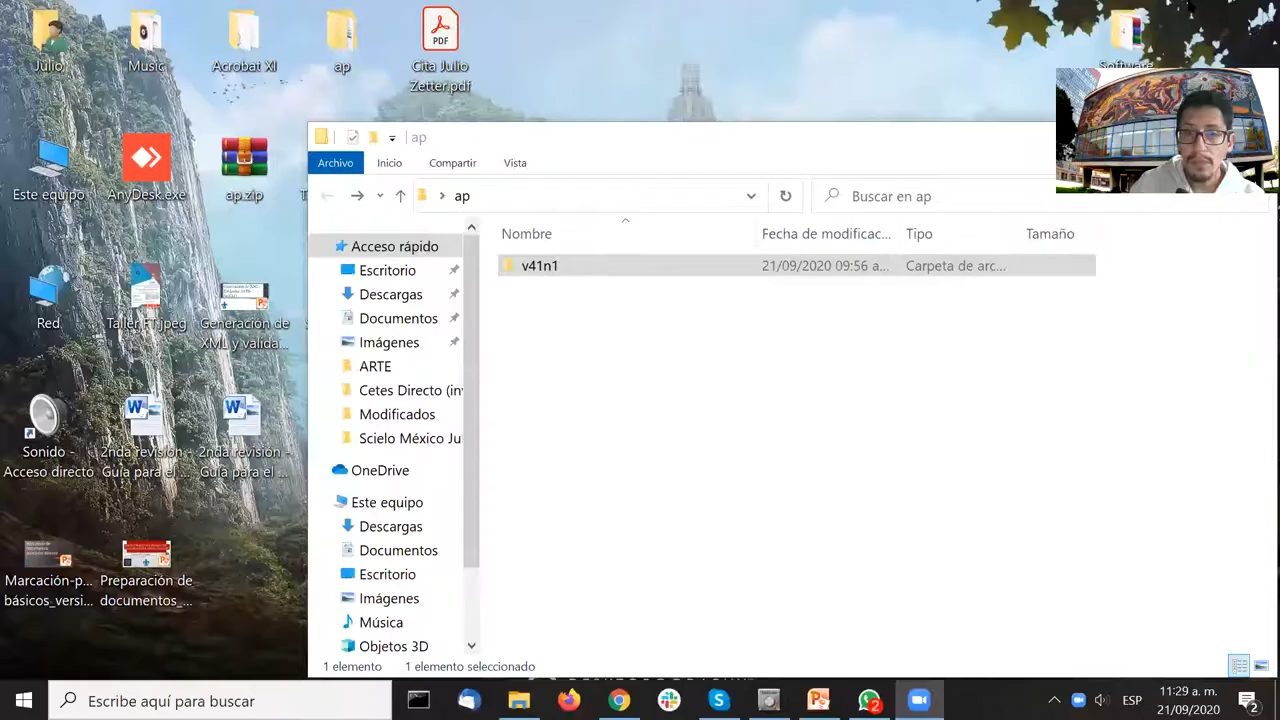 Julio
Music
Acrobat XI
ap
PDF
Cita Julio
Zetter.pdf
Software
Este equipo
AnyDesk.exe
ap.zip
ap
Archivo
Inicio
Compartir
Vista
ap
Buscar en ap
Nombre
Fecha de modificac...
Tipo
Tamaño
v41n1
21/09/2020 09:56 a...
Carpeta de arc...
Acceso rápido
Escritorio
Descargas
Documentos
Imágenes
ARTE
Cetes Directo (in
Modificados
Scielo México Ju
OneDrive
Este equipo
Descargas
Documentos
Escritorio
Imágenes
Música
Objetos 3D
Red
Taller FT.jpeg
Generación de
XML y valida...
Sonido -
Acceso directo
2nda revisión -
Guía para el ...
2nda revisión -
Guía para el ...
Marcación-p...
básicos_versi...
Preparación de
documentos_...
1 elemento
1 elemento seleccionado
Escribe aquí para buscar
2
ESP
11:29 a. m.
21/09/2020
2